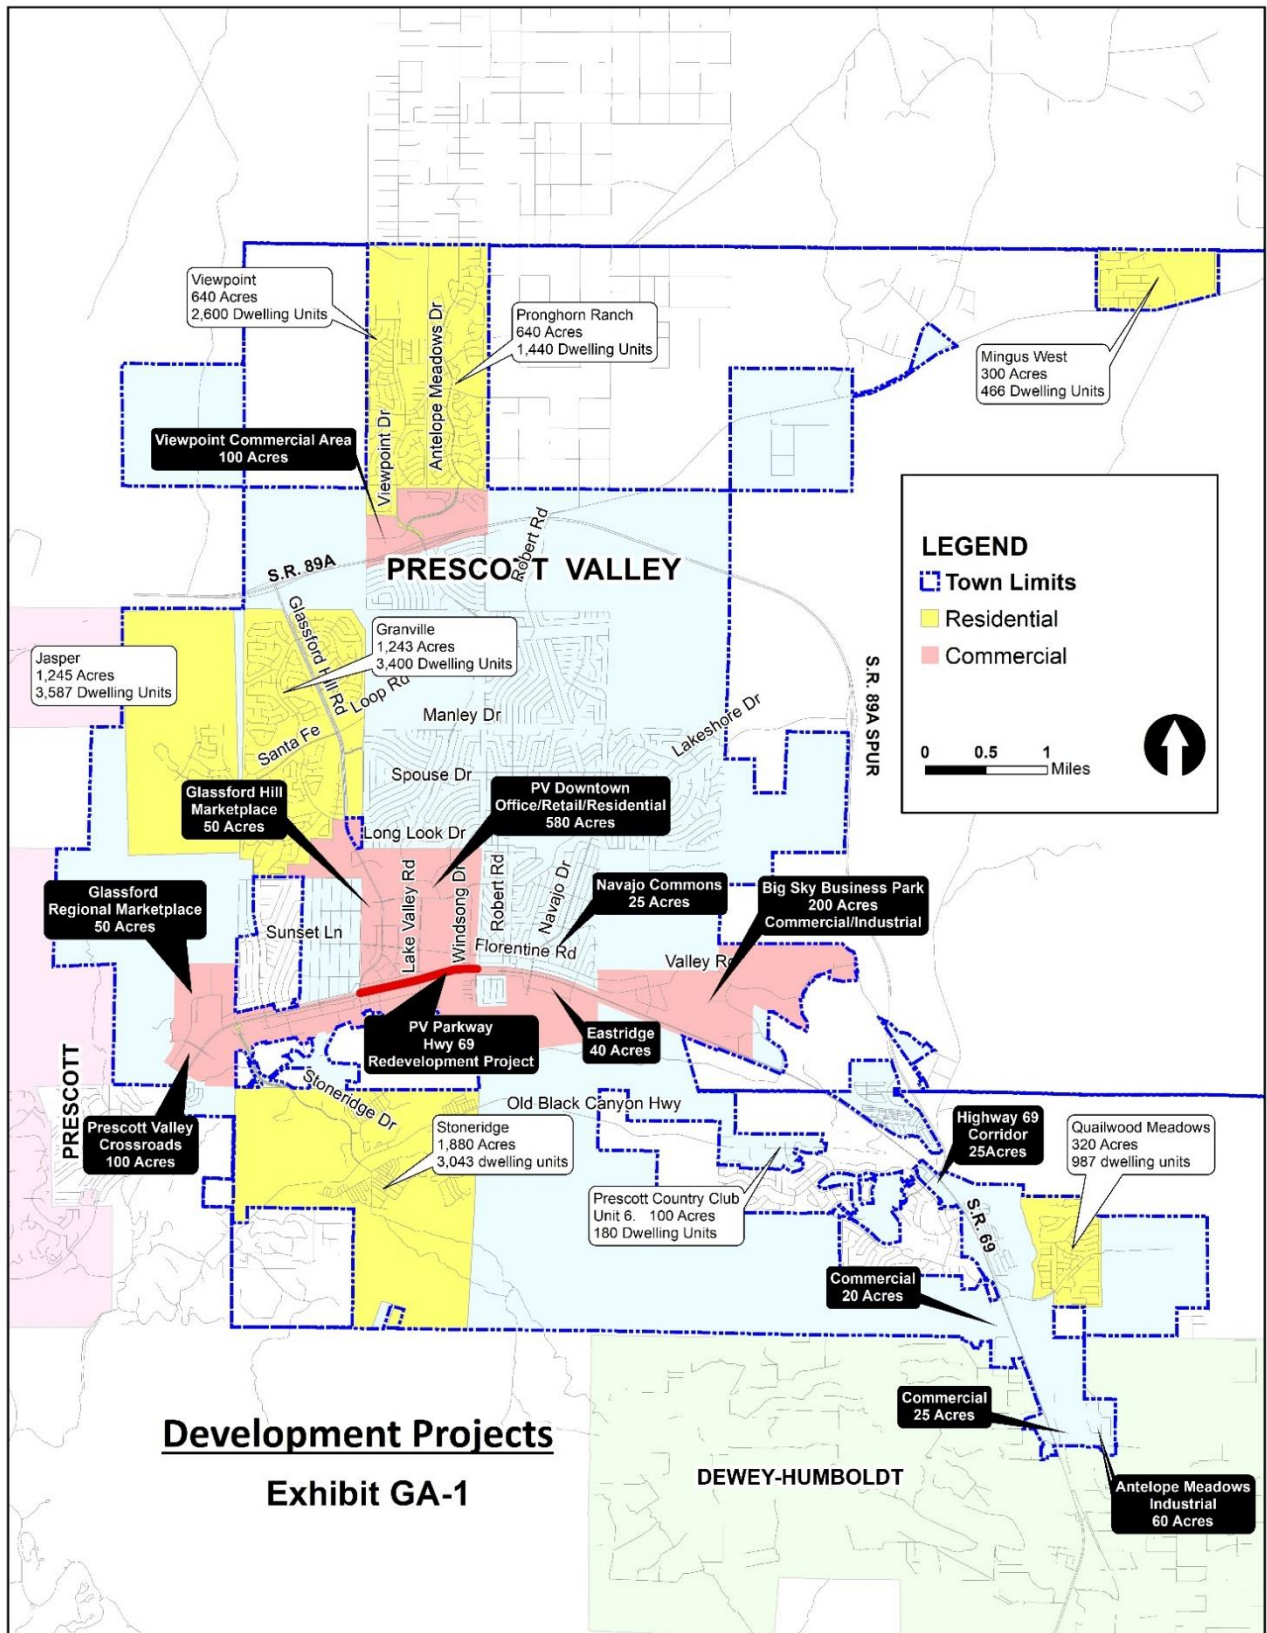 Viewpoint
640 Acres
2,600 Dwelling Units
Antelope Meadows Dr
Pronghorn Ranch
640 Acres
1,440 Dwelling Units
Mingus West
300 Acres
466 Dwelling Units
Viewpoint Dr
Viewpoint Commercial Area
100 Acres
Robert Rd
S.R. 89A
PRESCOTT VALLEY
LEGEND
Town Limits
Residential
Commercial
0 0.5 1
Miles
Glassford Hill Rd
Granville
1,243 Acres
3,400 Dwelling Units
Jasper
1,245 Acres
3,587 Dwelling Units
S.R. 89A SPUR
Santa Fe Loop Rd
Manley Dr
Lakeshore Dr
Spouse Dr
Glassford Hill
Marketplace
50 Acres
PV Downtown
Office/Retail/Residential
580 Acres
Long Look Dr
Lake Valley Rd
Windsong Dr
Robert Rd
Navajo Dr
Navajo Commons
25 Acres
Big Sky Business Park
200 Acres
Commercial/Industrial
Glassford
Regional Marketplace
50 Acres
Sunset Ln
Florentine Rd
Valley Rd
PV Parkway
Hwy 69
Redevelopment Project
Eastridge
40 Acres
PRESCOTT
Stoneridge Dr
Old Black Canyon Hwy
Prescott Valley
Crossroads
100 Acres
Stoneridge
1,880 Acres
3,043 dwelling units
Highway 69
Corridor
25Acres
Quailwood Meadows
320 Acres
987 dwelling units
Prescott Country Club
Unit 6. 100 Acres
180 Dwelling Units
S.R. 69
Commercial
20 Acres
Commercial
25 Acres
Development Projects
Exhibit GA-1
DEWEY-HUMBOLDT
Antelope Meadows
Industrial
60 Acres